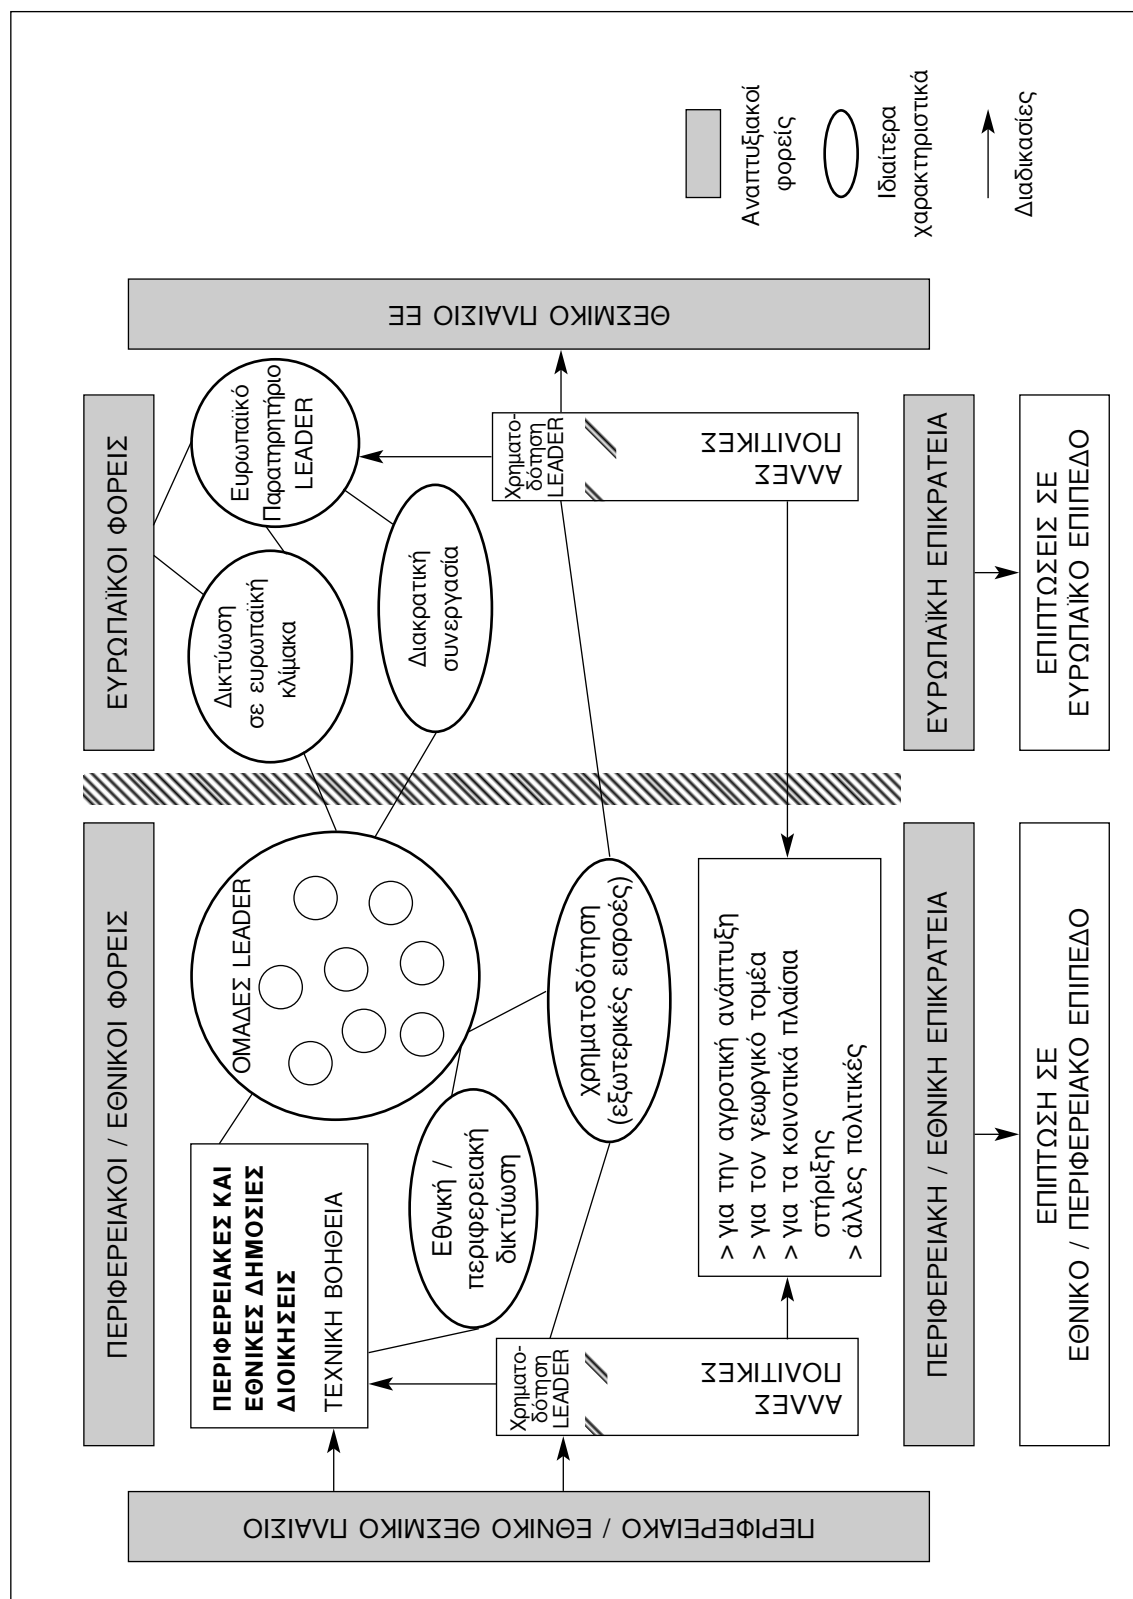 ΠΕΡΙΦΕΡΕΙΑΚΟ / ΕΘΝΙΚΟ ΘΕΣΜΙΚΟ ΠΛΑΙΣΙΟ
ΠΕΡΙΦΕΡΕΙΑΚΟΙ / ΕΘΝΙΚΟΙ ΦΟΡΕΙΣ
ΕΥΡΩΠΑΪΚΟΙ ΦΟΡΕΙΣ
ΠΕΡΙΦΕΡΕΙΑΚΕΣ ΚΑΙ
ΕΘΝΙΚΕΣ ΔΗΜΟΣΙΕΣ
ΔΙΟΙΚΗΣΕΙΣ
ΤΕΧΝΙΚΗ ΒΟΗΘΕΙΑ
ΟΜΑΔΕΣ LEADER
Δικτύωση
σε ευρωπαϊκή
κλίμακα
Ευρωπαϊκό
Παρατηρητήριο
LEADER
Εθνική /
περιφερειακή
δικτύωση
Διακρατική
συνεργασία
Χρηματο-
δότηση
LEADER
ΑΛΛΕΣ
ΠΟΛΙΤΙΚΕΣ
χρηματοδότηση
(εξωτερικές εισροές)
Χρηματο-
δότηση
LEADER
ΑΛΛΕΣ
ΠΟΛΙΤΙΚΕΣ
ΘΕΣΜΙΚΟ ΠΛΑΙΣΙΟ ΕΕ
> για την αγροτική ανάπτυξη
> για τον γεωργικό τομέα
> για τα κοινοτικά πλαίσια
στήριξης
> άλλες πολιτικές
ΠΕΡΙΦΕΡΕΙΑΚΗ / ΕΘΝΙΚΗ ΕΠΙΚΡΑΤΕΙΑ
ΕΥΡΩΠΑΪΚΗ ΕΠΙΚΡΑΤΕΙΑ
ΕΠΙΠΤΩΣΗ ΣΕ
ΕΘΝΙΚΟ / ΠΕΡΙΦΕΡΕΙΑΚΟ ΕΠΙΠΕΔΟ
ΕΠΙΠΤΩΣΕΙΣ ΣΕ
ΕΥΡΩΠΑΪΚΟ ΕΠΙΠΕΔΟ
Αναπτυξιακοί
φορείς
Ιδιαίτερα
χαρακτηριστικά
Διαδικασίες